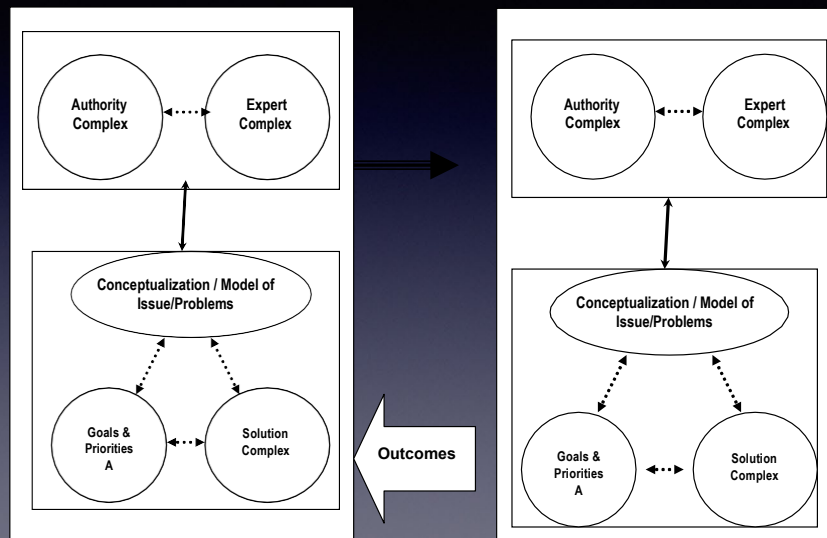 Authority
Complex
Expert
Complex
Conceptualization / Model of
Issue/Problems
Goals &
Priorities
A
Solution
Complex
Outcomes
Authority
Complex
Expert
Complex
Conceptualization / Model of
Issue/Problems
Goals &
Priorities
A
Solution
Complex